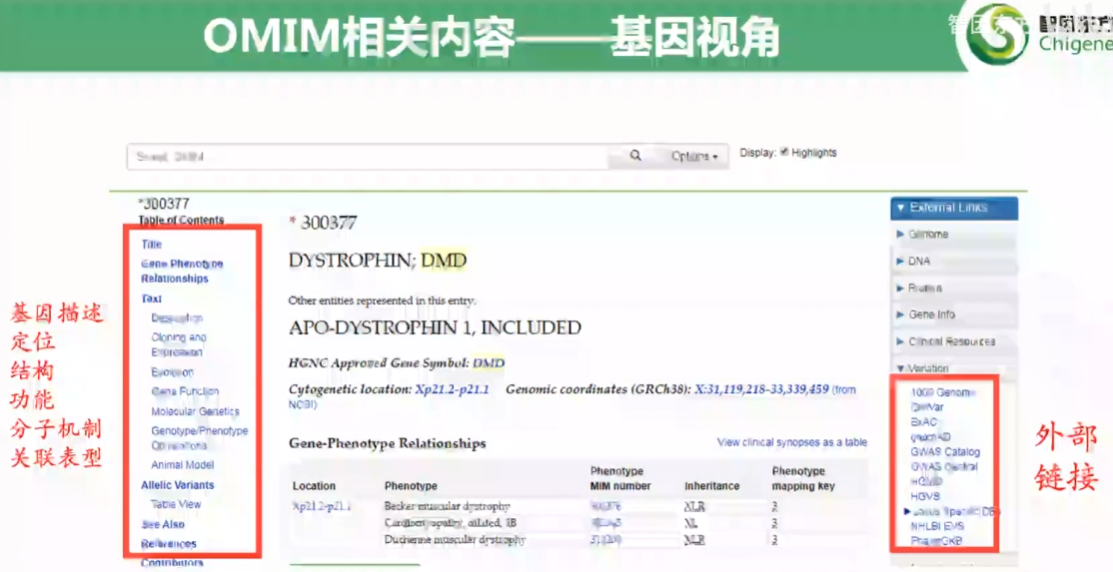 OMIM相关内容——基因视角
智因东方
Chigene
Options
Display: Highlights
*300377
Table of Contents
Title
Gene Phenotype
Relationships
Text
Description
Cloning and
Expression
Evolution
Gene Function
Molecular Genetics
Genotype/Phenotype
Animal Model
Allelic Variants
Table View
See Also
References
Contributors
基因描述
定位
结构
功能
分子机制
关联表型
* 300377
DYSTROPHIN; DMD
Other entities represented in this entry:
APO-DYSTROPHIN 1, INCLUDED
HGNC Approved Gene Symbol: DMD
Cytogenetic location: Xp21.2-p21.1 Genomic coordinates (GRCh38): X:31,119,218-33,339,459 (from
NCBI)
Gene-Phenotype Relationships
View clinical synopses as a table
Location
Phenotype
Phenotype
MIM number
Inheritance
Phenotype
mapping key
Xp21.2-p21.1
Becker muscular dystrophy
XLR
3
Cardiomyopathy, dilated, 3B
XL
3
Duchenne muscular dystrophy
XLR
3
External Links
Genome
DNA
Protein
Gene Info
Clinical Resources
Variation
1000 Genome
ClinVar
ExAC
gnomAD
GWAS Catalog
GWAS Central
HGMD
HGVS
Locus Specific DBs
NHLBI EVS
PharmGKB
外部
链接